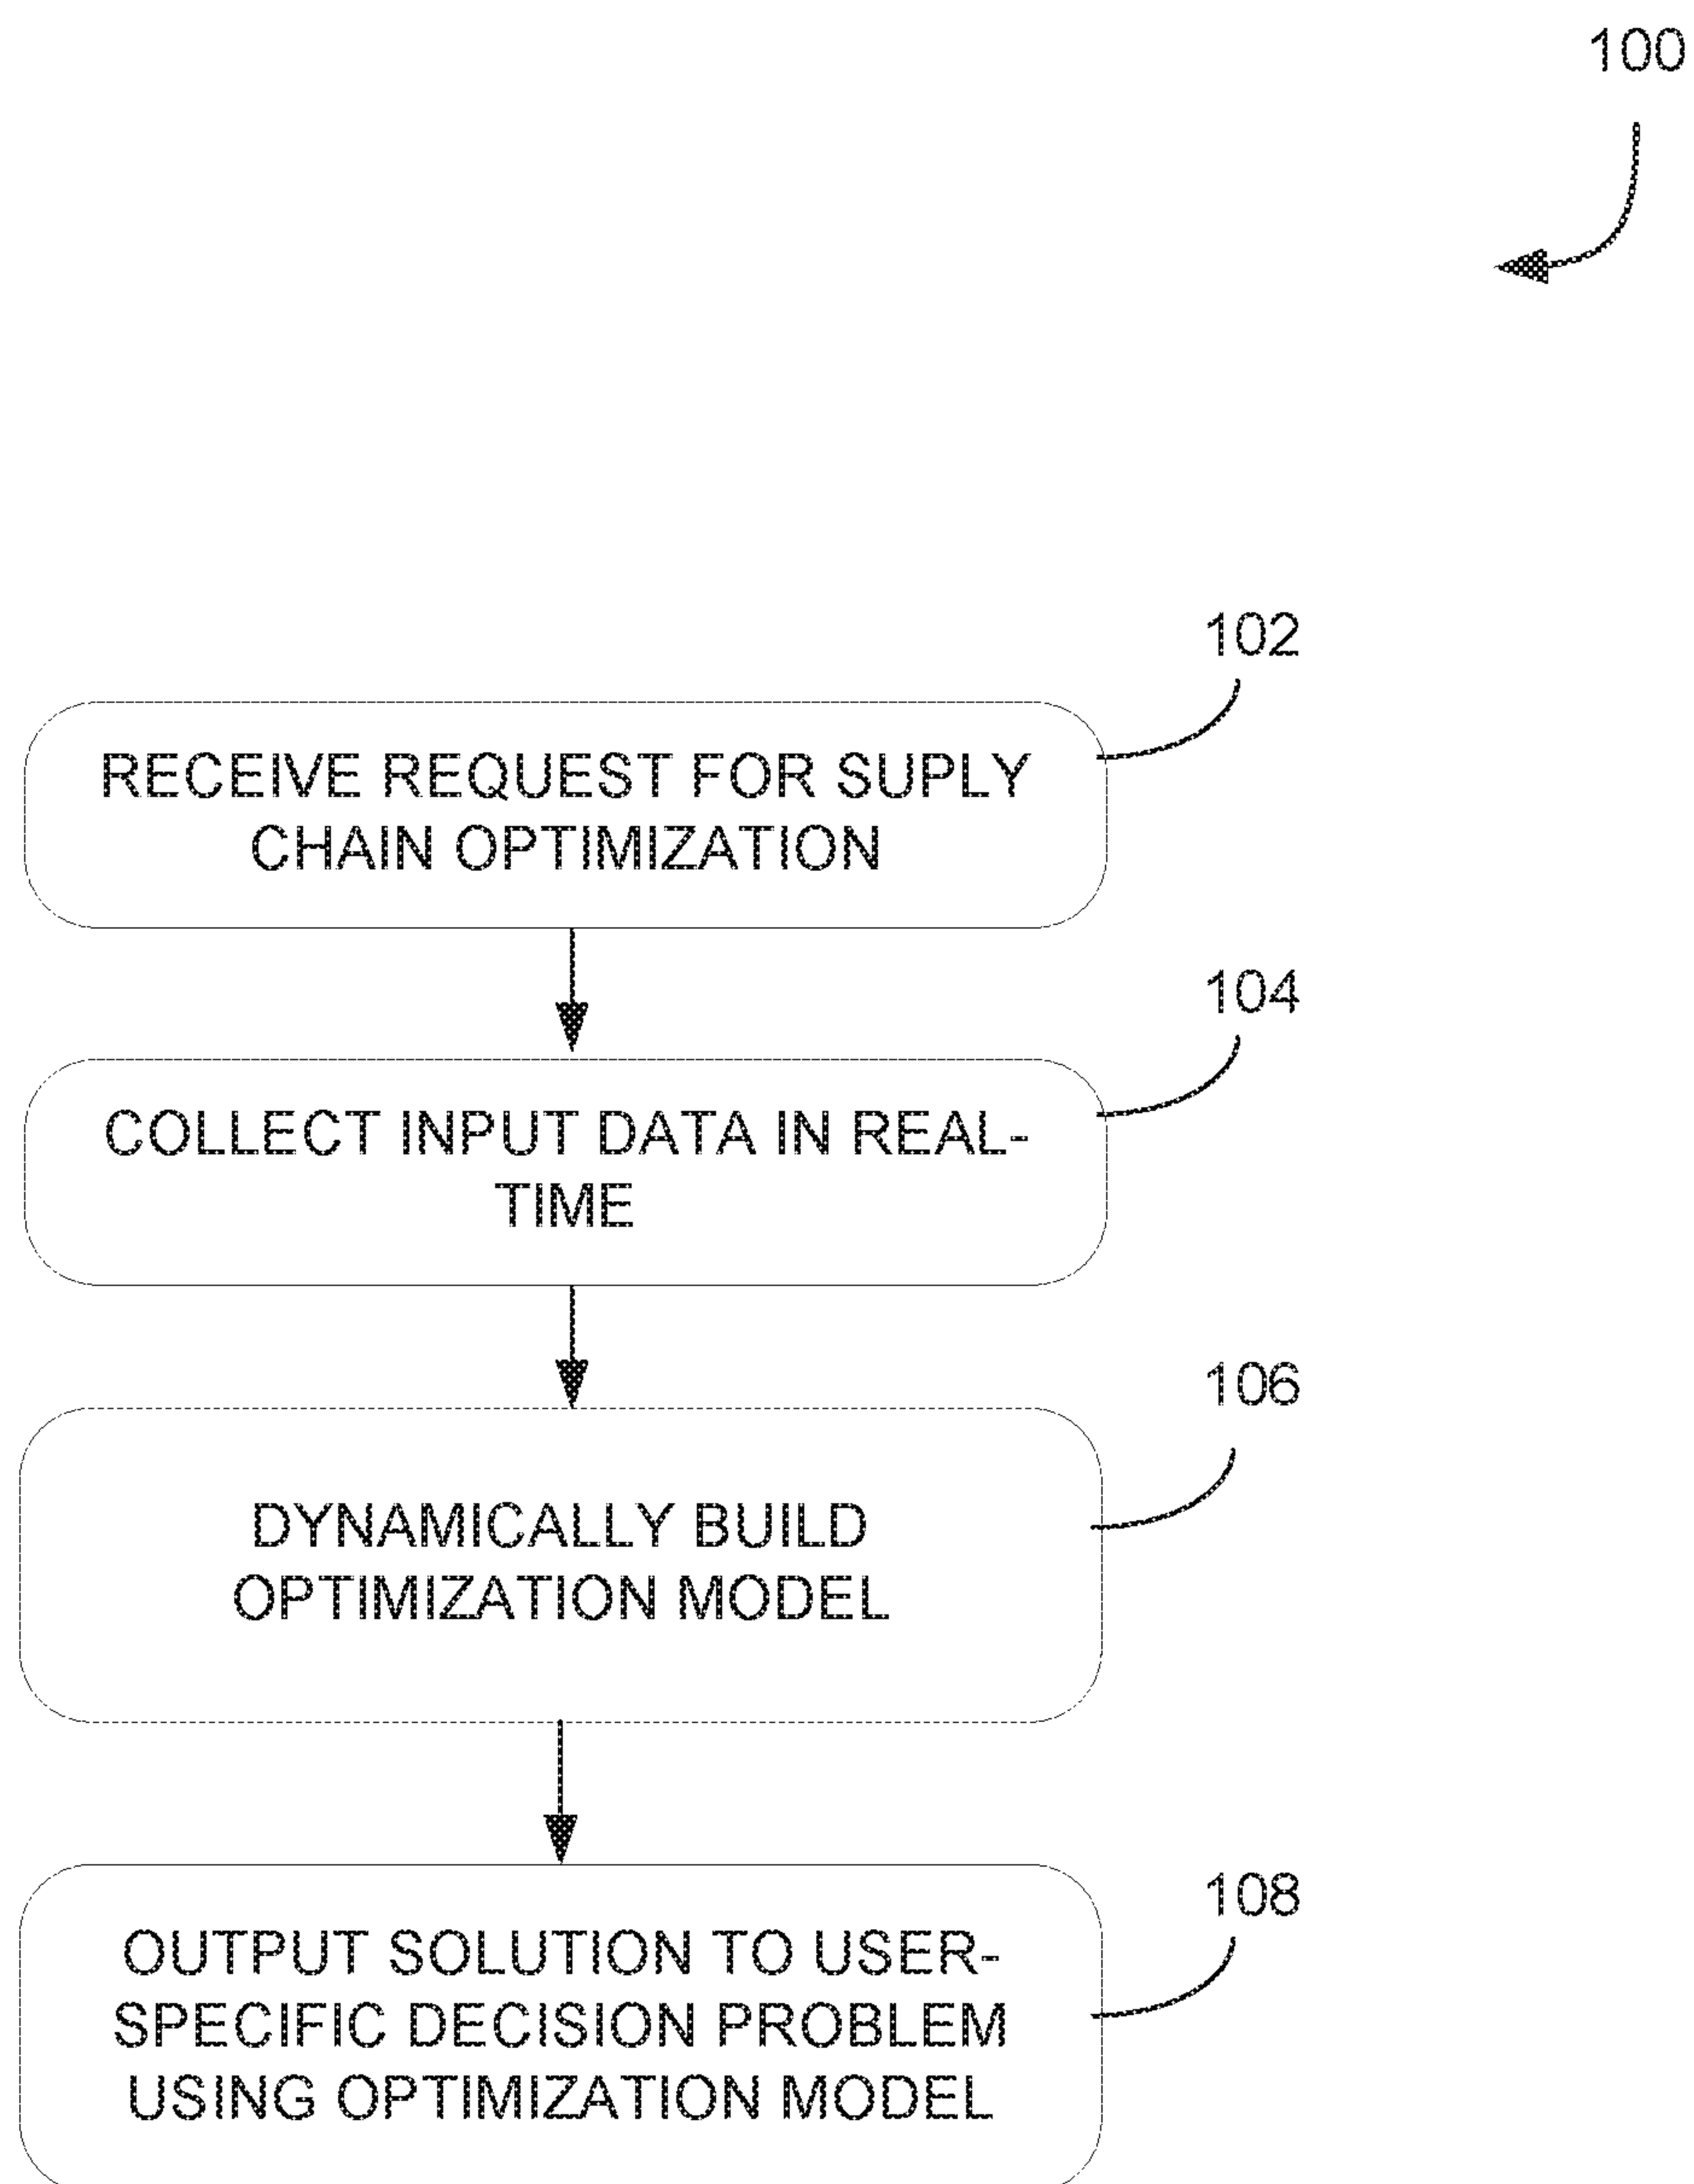 100
102
RECEIVE REQUEST FOR SUPLY
CHAIN OPTIMIZATION
104
COLLECT INPUT DATA IN REAL-
TIME
106
DYNAMICALLY BUILD
OPTIMIZATION MODEL
108
OUTPUT SOLUTION TO USER-
SPECIFIC DECISION PROBLEM
USING OPTIMIZATION MODEL